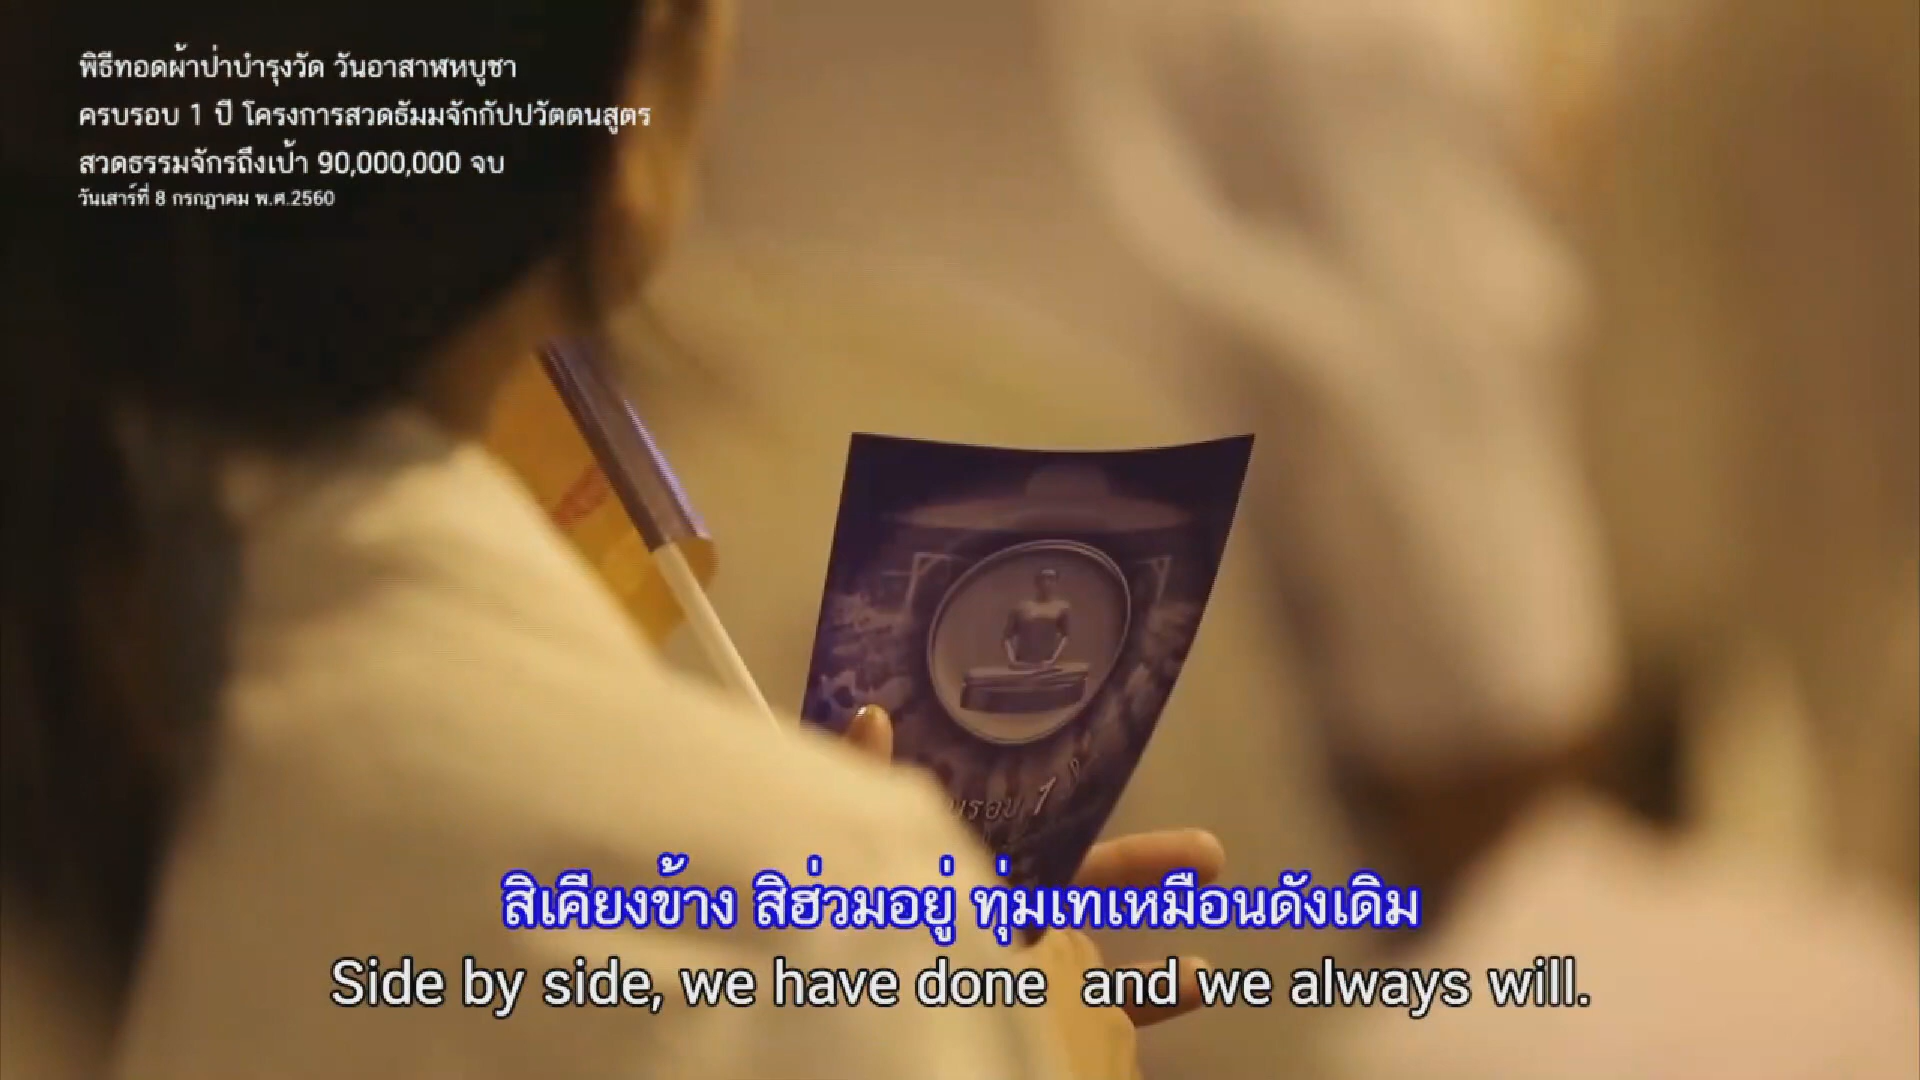 พิธีทอดผ้าป่าบำรุงวัด วันอาสาฬหบูชา
ครบรอบ 1 ปี โครงการสวดธัมมจักกัปปวัตตนสูตร
สวดธรรมจักรถึงเป้า 90,000,000 จบ
วันเสาร์ที่ 8 กรกฎาคม พ.ศ.2560
รอบ 1
สิเคียงข้าง สิฮ่วมอยู่ ทุ่มเทเหมือนดังเดิม
Side by side, we have done and we always will.